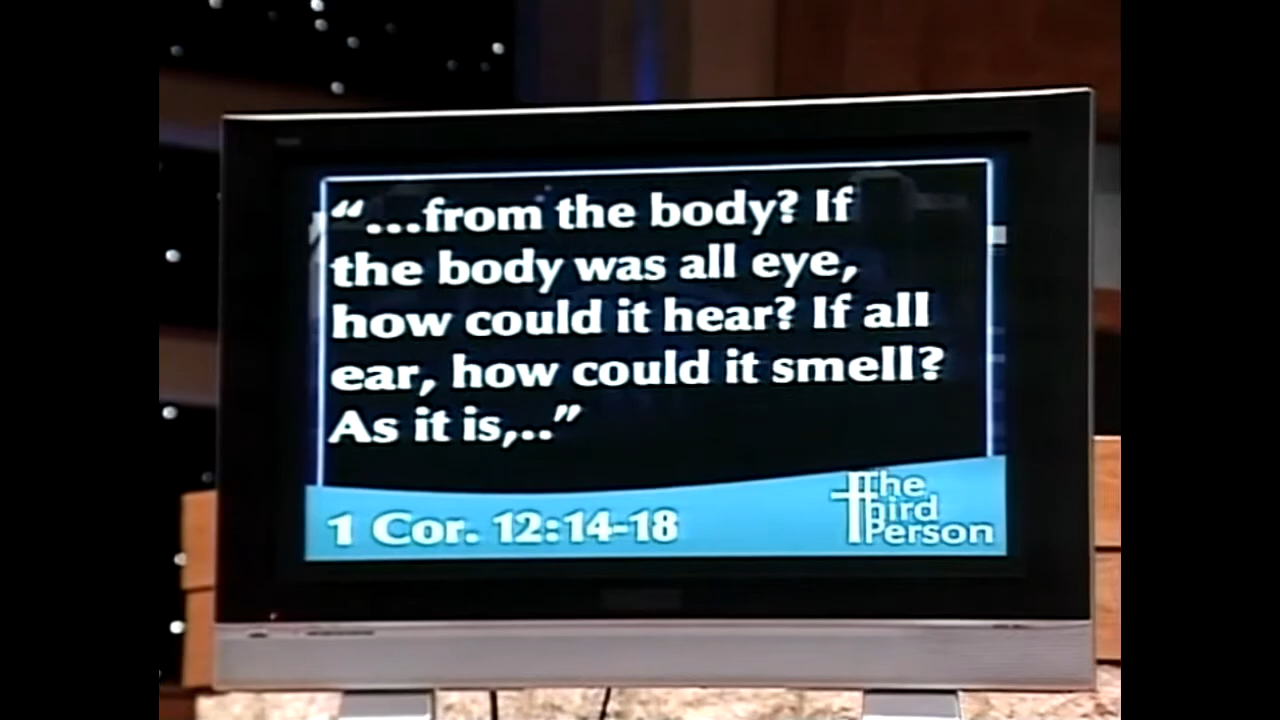 “...from the body? If
the body was all eye,
how could it hear? If all
ear, how could it smell?
As it is,..”
1 Cor. 12:14-18
The
Third
Person